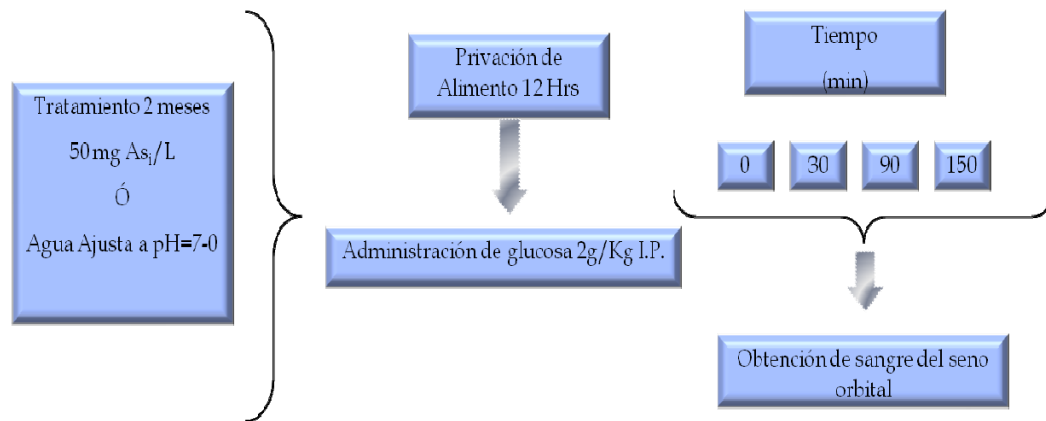 Tratamiento 2 meses
50 mg Asi/L
Ó
Agua Ajusta a pH=7-0
Privación de
Alimento 12 Hrs
Administración de glucosa 2g/Kg I.P.
Tiempo
(min)
0 30 90 150
Obtención de sangre del seno
orbital